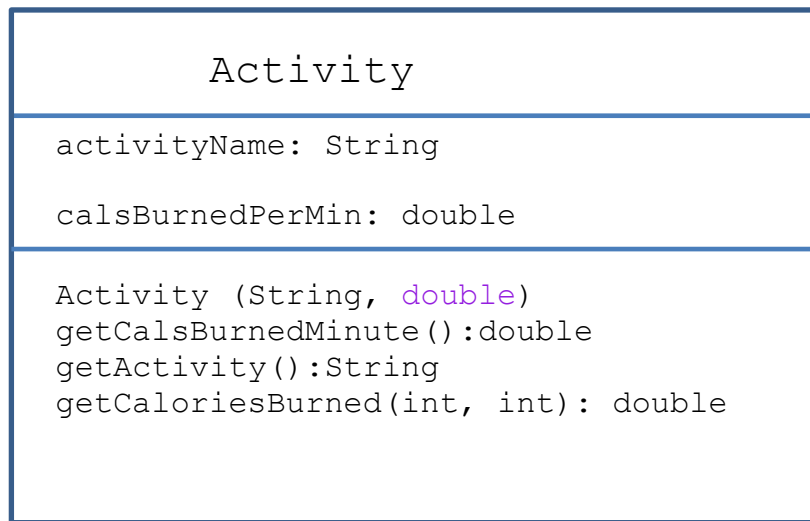 Activity
activityName: String
calsBurnedPerMin: double
Activity (String, double)
getCalsBurnedMinute():double
getActivity():String
getCaloriesBurned(int, int): double